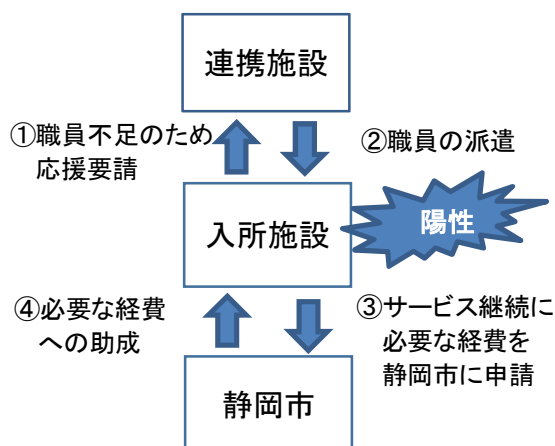 連携施設
①職員不足のため
応援要請
②職員の派遣
入所施設
陽性
④必要な経費
への助成
③サービス継続に
必要な経費を
静岡市に申請
静岡市